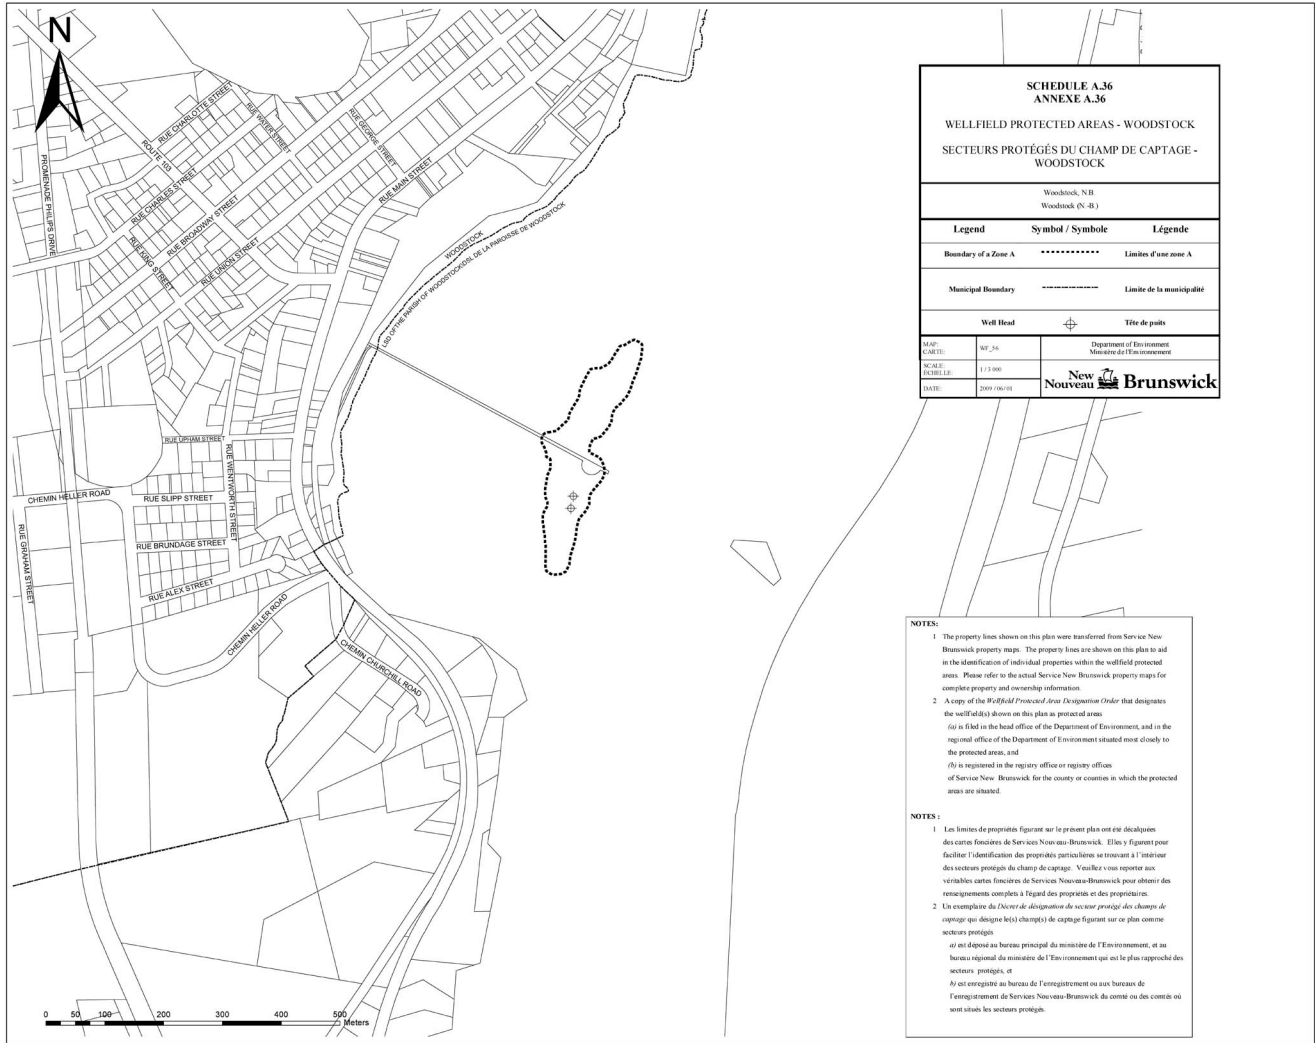 N
SCHEDULE A.36
ANNEXE A.36
WELLFIELD PROTECTED AREAS - WOODSTOCK
SECTEURS PROTÉGÉS DU CHAMP DE CAPTAGE -
WOODSTOCK
Woodstock, N.B.
Woodstock (N.-B.)
Legend Symbol / Symbole Légende
Boundary of a Zone A Limites d'une zone A
Municipal Boundary Limite de la municipalité
Well Head Tête de puits
MAP:
CARTE:
WF_56
SCALE:
ÉCHELLE:
1 / 3 000
DATE:
2009 / 06 / 01
Department of Environment
Ministère de l'Environnement
New
Nouveau Brunswick
RUE CHARLOTTE STREET
RUE WATER STREET
RUE GEORGE STREET
ROUTE 103
PROMENADE PHILIPS DRIVE
RUE CHARLES STREET
RUE MAIN STREET
RUE BROADWAY STREET
RUE KING STREET
RUE UNION STREET
WOODSTOCK
LSD OF THE PARISH OF WOODSTOCK/DSL DE LA PAROISSE DE WOODSTOCK
RUE UPHAM STREET
RUE WENTWORTH STREET
CHEMIN HELLER ROAD
RUE SLIPP STREET
RUE GRAHAM STREET
RUE BRUNDAGE STREET
RUE ALEX STREET
CHEMIN HELLER ROAD
CHEMIN CHURCHILL ROAD
NOTES:
1 The property lines shown on this plan were transferred from Service New
Brunswick property maps. The property lines are shown on this plan to aid
in the identification of individual properties within the wellfield protected
areas. Please refer to the actual Service New Brunswick property maps for
complete property and ownership information.
2 A copy of the Wellfield Protected Area Designation Order that designates
the wellfield(s) shown on this plan as protected areas
(a) is filed in the head office of the Department of Environment, and in the
regional office of the Department of Environment situated most closely to
the protected areas, and
(b) is registered in the registry office or registry offices
of Service New Brunswick for the county or counties in which the protected
areas are situated.
NOTES :
1 Les limites de propriétés figurant sur le présent plan ont été décalquées
des cartes foncières de Services Nouveau-Brunswick. Elles y figurent pour
faciliter l'identification des propriétés particulières se trouvant à l'intérieur
des secteurs protégés du champ de captage. Veuillez vous reporter aux
véritables cartes foncières de Services Nouveau-Brunswick pour obtenir des
renseignements complets à l'égard des propriétés et des propriétaires.
2 Un exemplaire du Décret de désignation du secteur protégé des champs de
captage qui désigne le(s) champ(s) de captage figurant sur ce plan comme
secteurs protégés
a) est déposé au bureau principal du ministère de l'Environnement, et au
bureau régional du ministère de l'Environnement qui est le plus rapproché des
secteurs protégés, et
b) est enregistré au bureau de l'enregistrement ou aux bureaux de
l'enregistrement de Services Nouveau-Brunswick du comté ou des comtés où
sont situés les secteurs protégés.
0 50 100 200 300 400 500
Meters